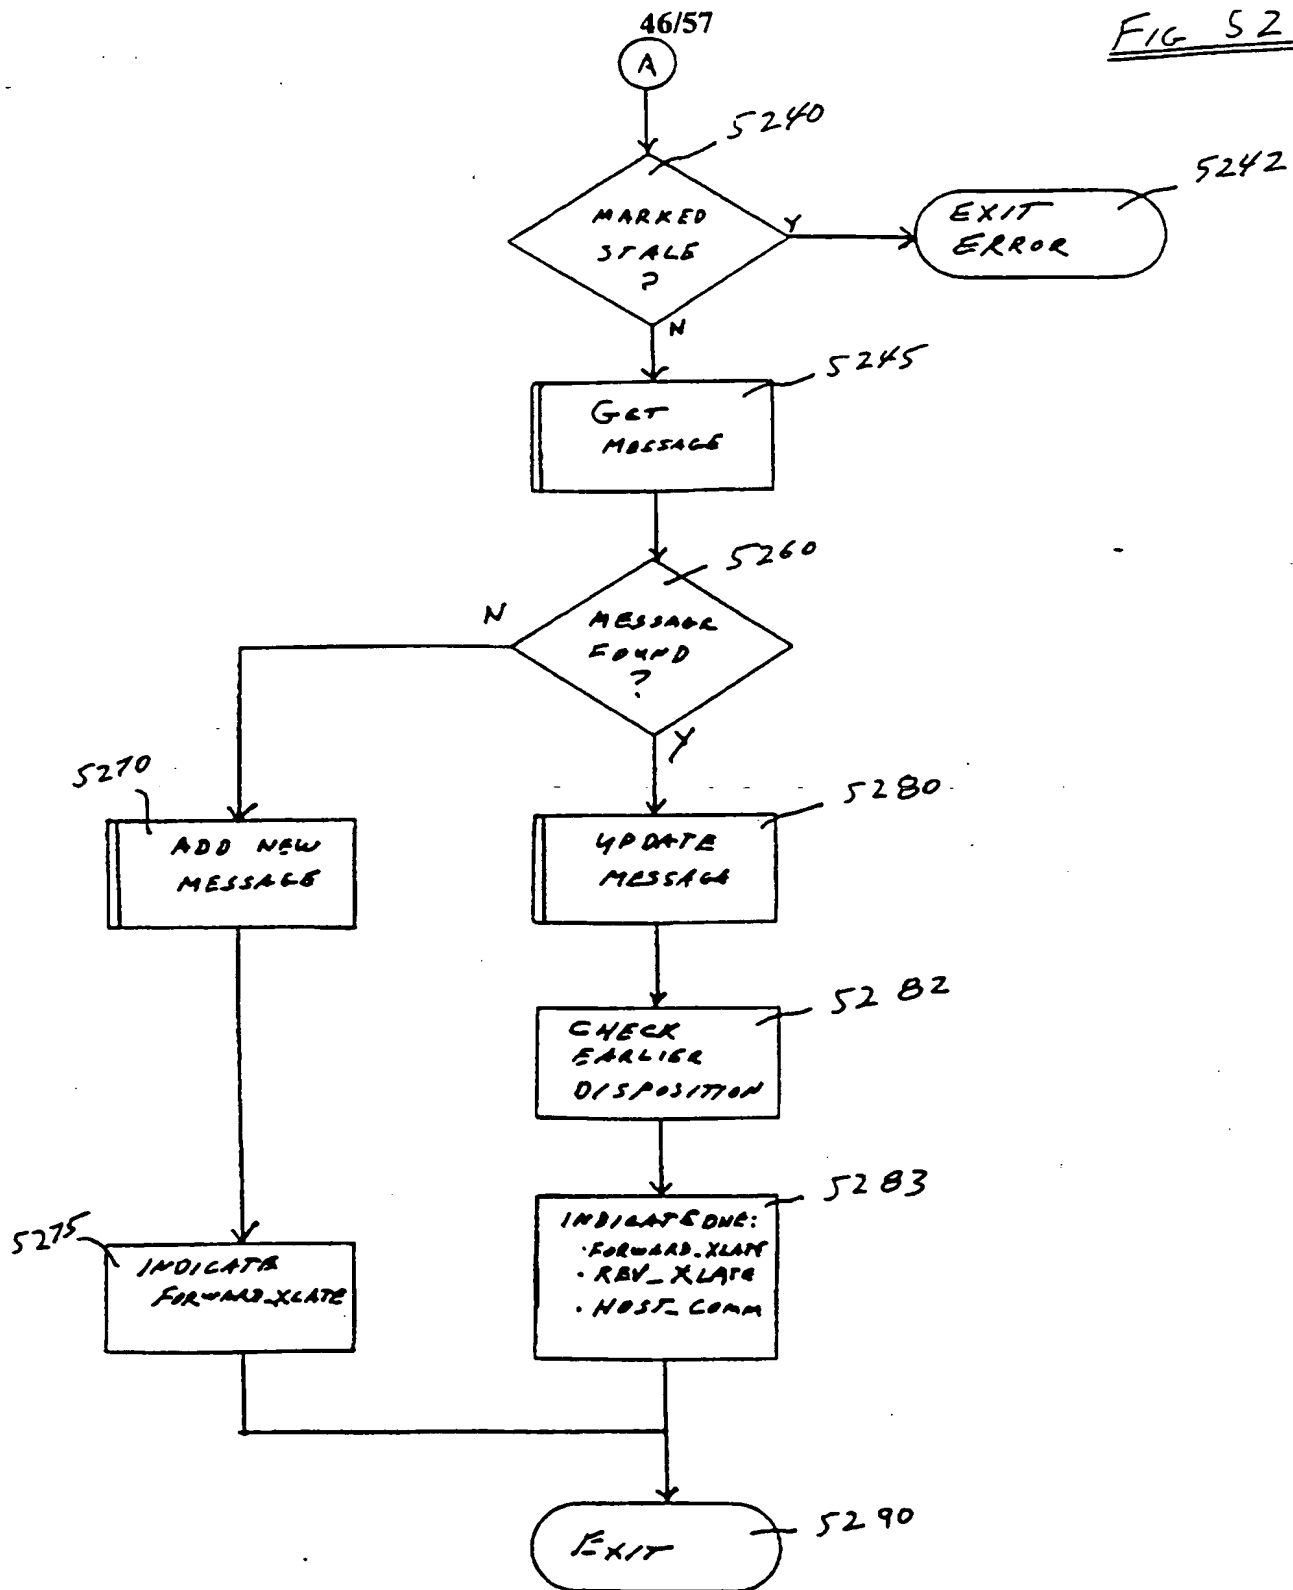 46/57
FIG 52
A
5240
MARKED
STALE
?
Y
5242
EXIT
ERROR
N
5245
GET
MESSAGE
5260
MESSAGE
FOUND
?
N
Y
5270
ADD NEW
MESSAGE
5280
UPDATE
MESSAGE
5282
CHECK
EARLIER
DISPOSITION
5283
INDICATE ONE:
· FORWARD_XLATE
· REV_XLATE
· HOST_COMM
5275
INDICATE
FORWARD_XLATE
5290
EXIT